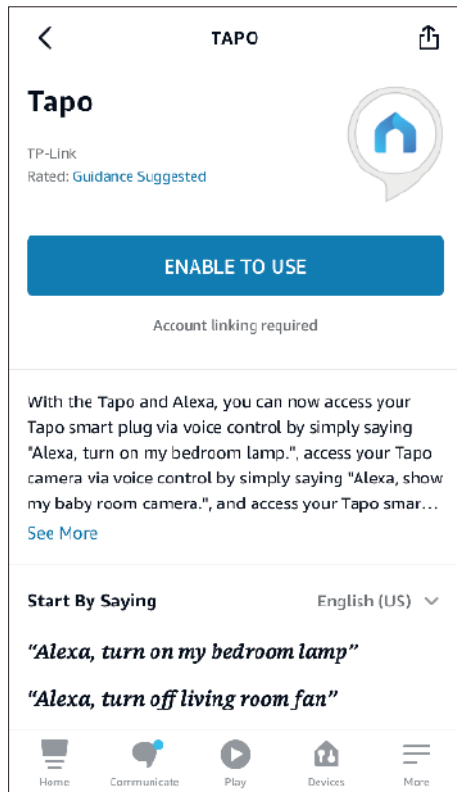 TAPO
Tapo
TP-Link
Rated: Guidance Suggested
ENABLE TO USE
Account linking required
With the Tapo and Alexa, you can now access your
Tapo smart plug via voice control by simply saying
"Alexa, turn on my bedroom lamp.", access your Tapo
camera via voice control by simply saying "Alexa, show
my baby room camera.", and access your Tapo smar...
See More
Start By Saying English (US)
“Alexa, turn on my bedroom lamp”
“Alexa, turn off living room fan”
Home Communicate Play Devices More